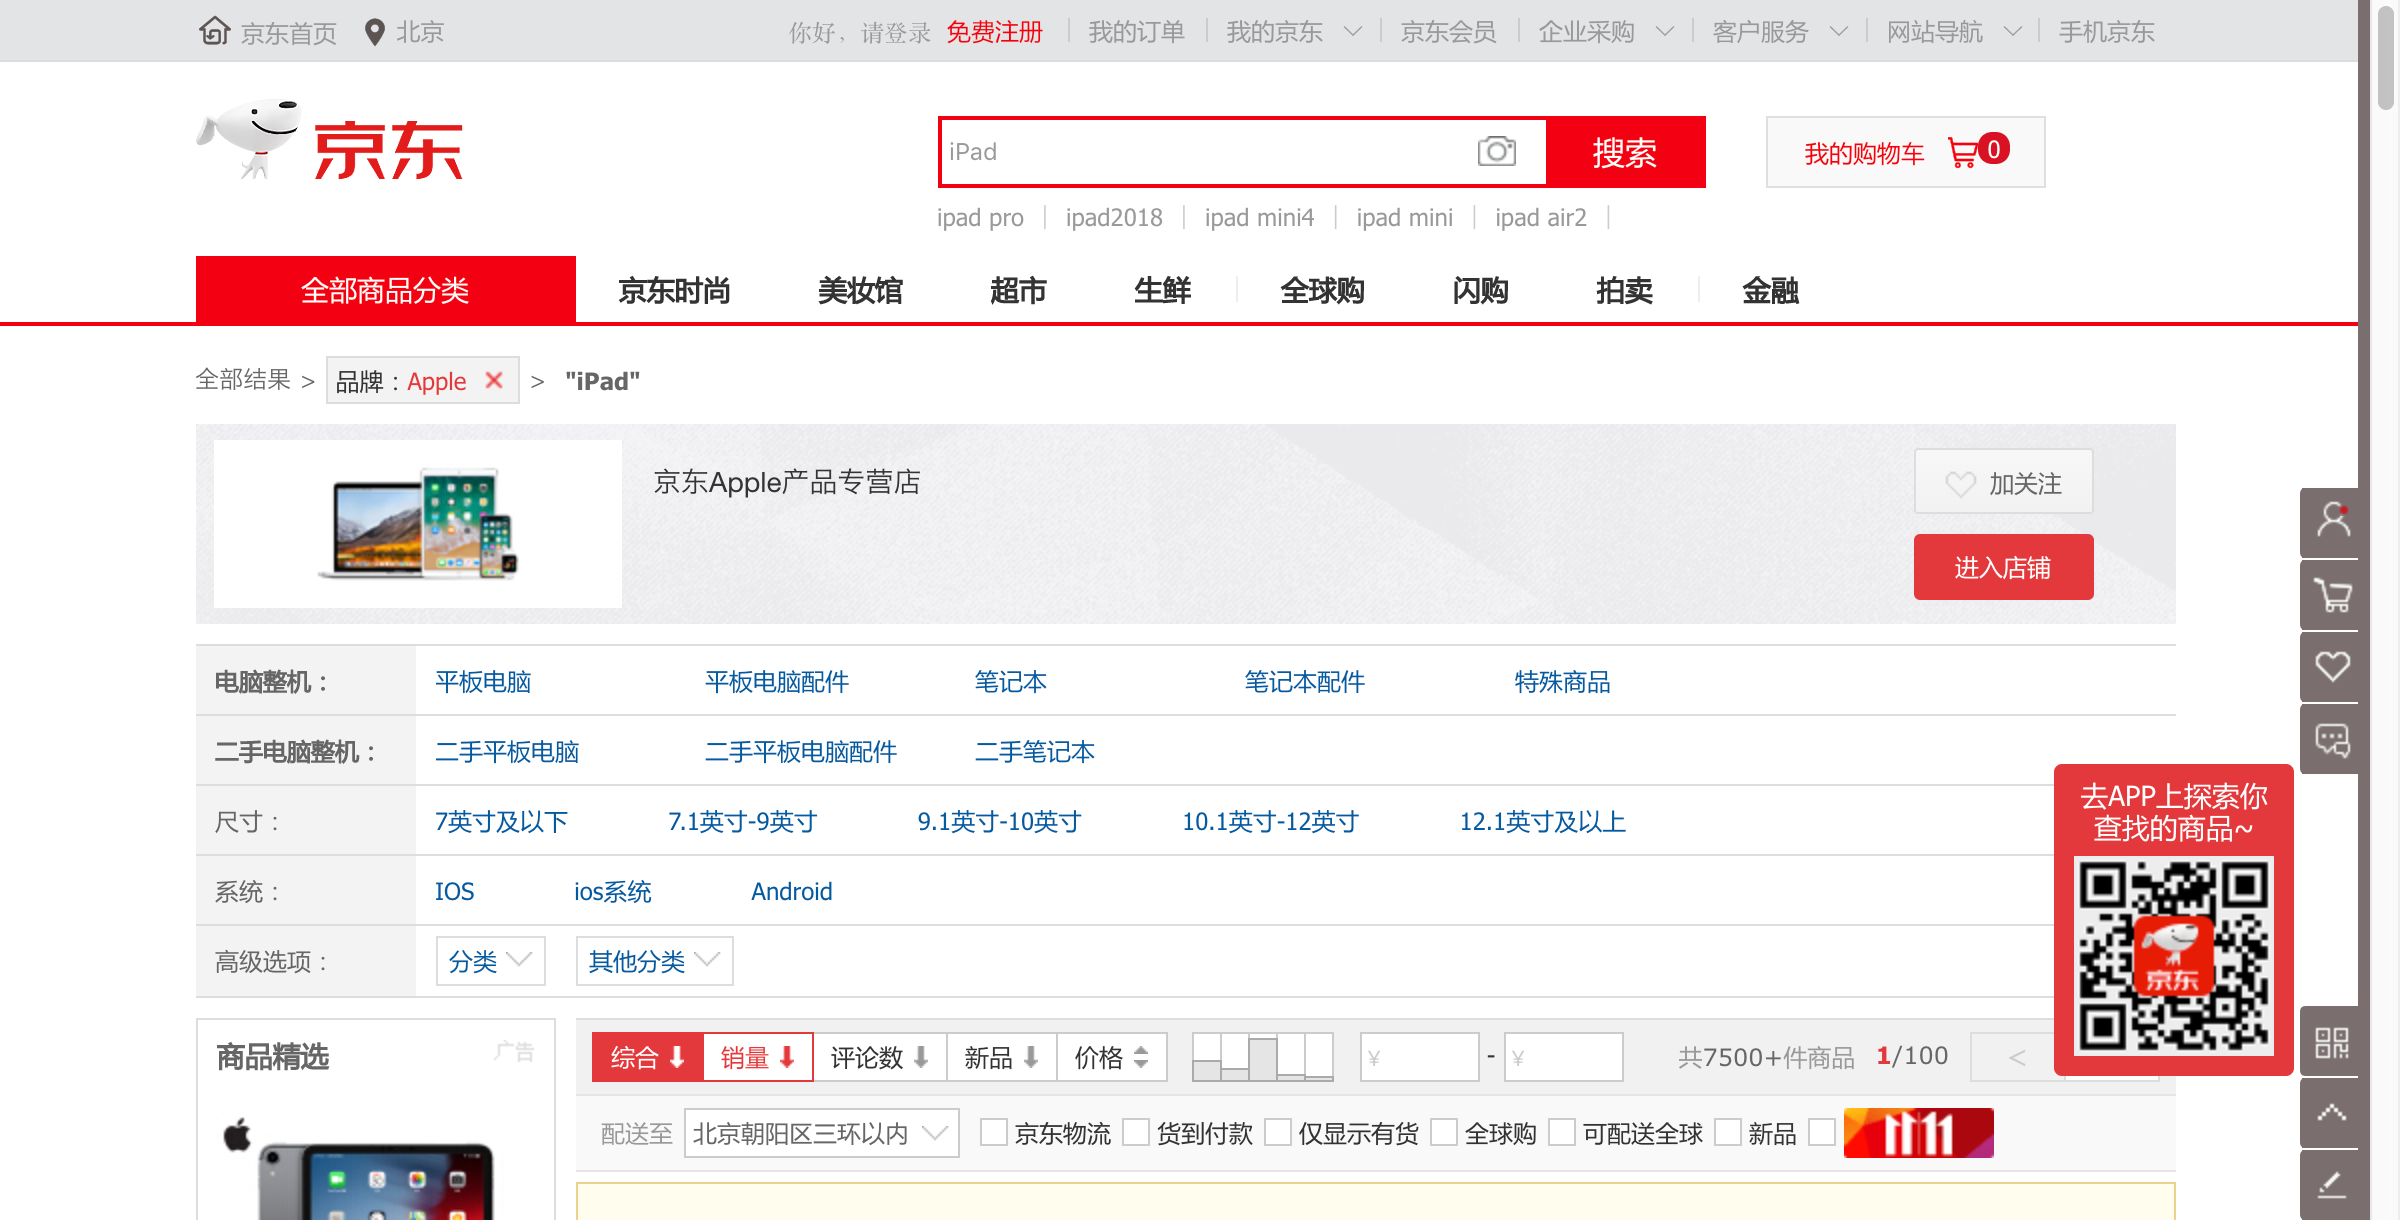 京东首页 北京
你好，请登录 免费注册 我的订单 我的京东 京东会员 企业采购 客户服务 网站导航 手机京东
京东
iPad 搜索
我的购物车 0
ipad pro ipad2018 ipad mini4 ipad mini ipad air2
全部商品分类 京东时尚 美妆馆 超市 生鲜 全球购 闪购 拍卖 金融
全部结果 > 品牌：Apple > "iPad"
京东Apple产品专营店
加关注
进入店铺
电脑整机： 平板电脑 平板电脑配件 笔记本 笔记本配件 特殊商品
二手电脑整机： 二手平板电脑 二手平板电脑配件 二手笔记本
尺寸： 7英寸及以下 7.1英寸-9英寸 9.1英寸-10英寸 10.1英寸-12英寸 12.1英寸及以上
系统： IOS ios系统 Android
高级选项： 分类 其他分类
去APP上探索你
查找的商品~
京东
商品精选 广告
综合 销量 评论数 新品 价格 ¥ - ¥ 共7500+件商品 1/100 <
配送至 北京朝阳区三环以内 京东物流 货到付款 仅显示有货 全球购 可配送全球 新品 11.11